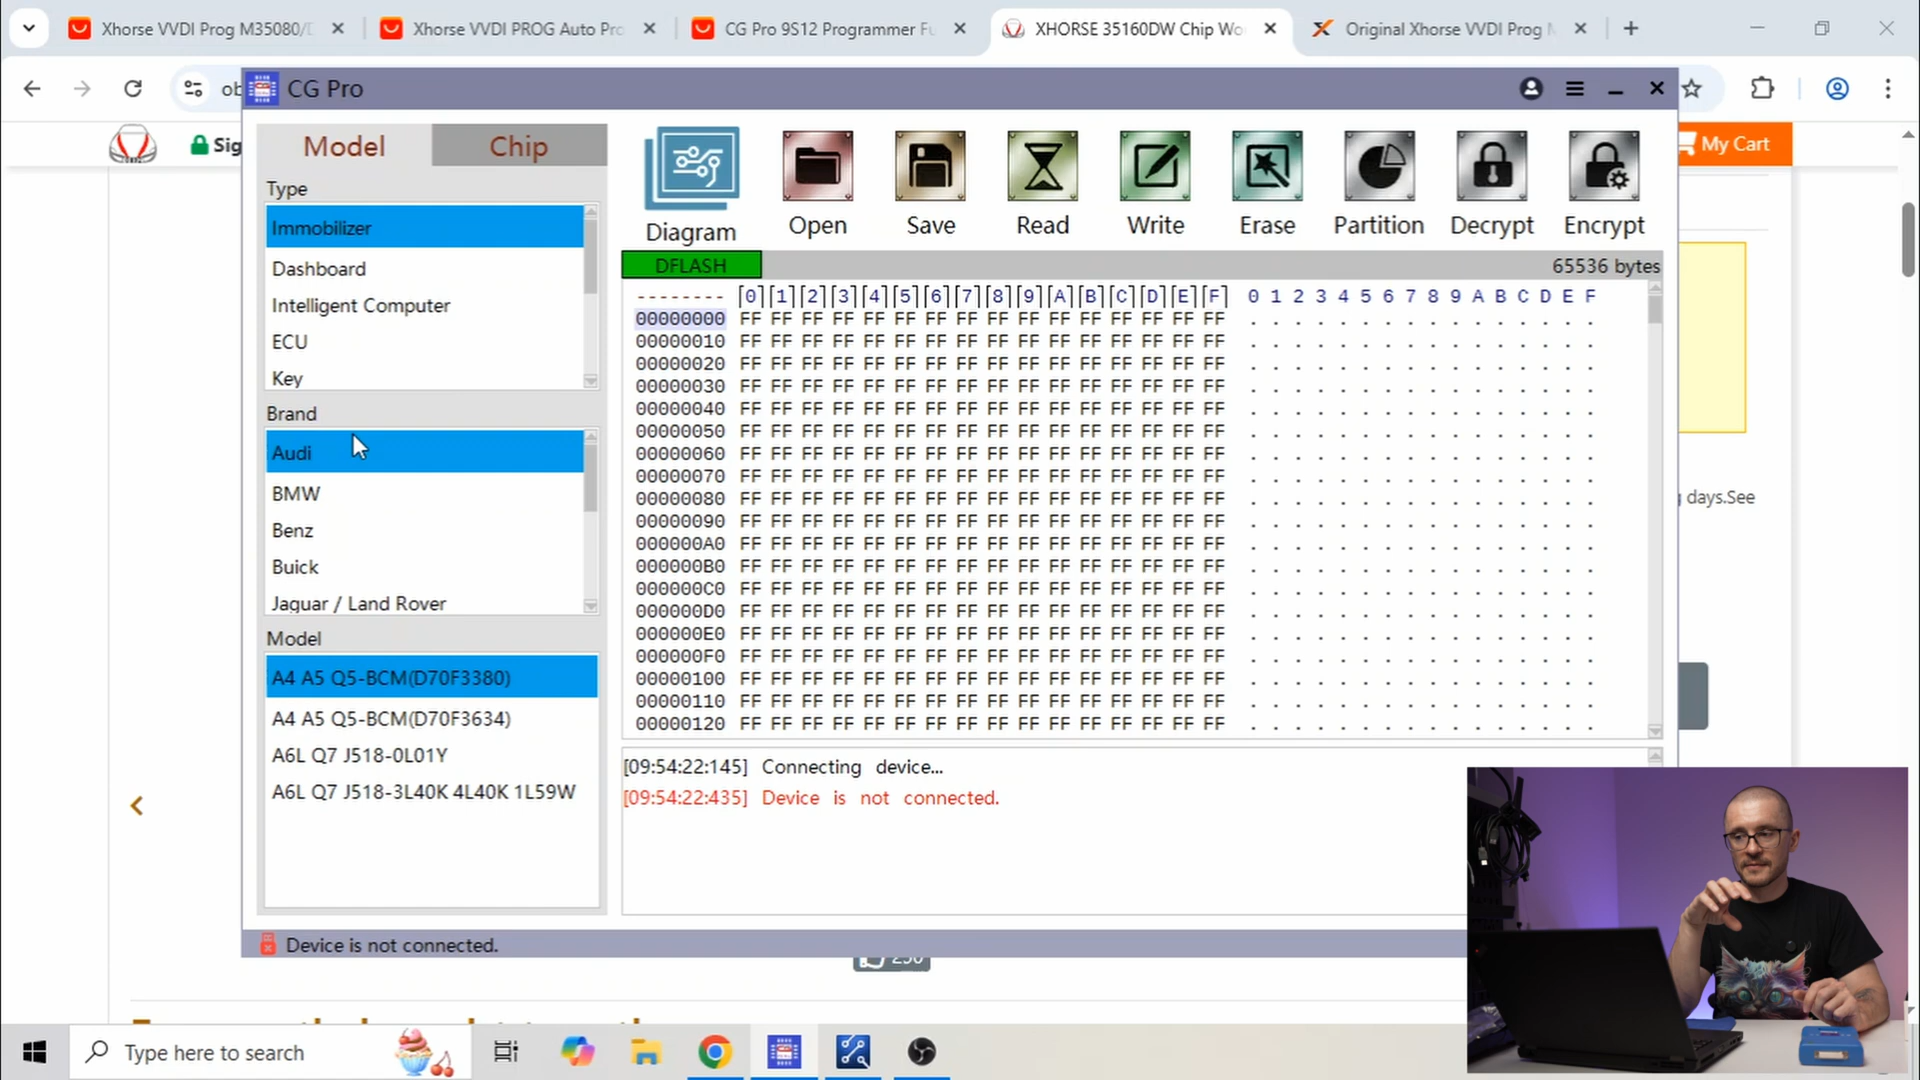 Xhorse VVDI Prog M35080/D
Xhorse VVDI PROG Auto Pro
CG Pro 9S12 Programmer Fu
XHORSE 35160DW Chip Wo
Original Xhorse VVDI Prog M
ob
Sig
My Cart
CG Pro
Model
Chip
Type
Immobilizer
Dashboard
Intelligent Computer
ECU
Key
Brand
Audi
BMW
Benz
Buick
Jaguar / Land Rover
Model
A4 A5 Q5-BCM(D70F3380)
A4 A5 Q5-BCM(D70F3634)
A6L Q7 J518-0L01Y
A6L Q7 J518-3L40K 4L40K 1L59W
Diagram
Open
Save
Read
Write
Erase
Partition
Decrypt
Encrypt
DFLASH
65536 bytes
-------- [0][1][2][3][4][5][6][7][8][9][A][B][C][D][E][F] 0 1 2 3 4 5 6 7 8 9 A B C D E F
00000000 FF FF FF FF FF FF FF FF FF FF FF FF FF FF FF FF . . . . . . . . . . . . . . . .
00000010 FF FF FF FF FF FF FF FF FF FF FF FF FF FF FF FF . . . . . . . . . . . . . . . .
00000020 FF FF FF FF FF FF FF FF FF FF FF FF FF FF FF FF . . . . . . . . . . . . . . . .
00000030 FF FF FF FF FF FF FF FF FF FF FF FF FF FF FF FF . . . . . . . . . . . . . . . .
00000040 FF FF FF FF FF FF FF FF FF FF FF FF FF FF FF FF . . . . . . . . . . . . . . . .
00000050 FF FF FF FF FF FF FF FF FF FF FF FF FF FF FF FF . . . . . . . . . . . . . . . .
00000060 FF FF FF FF FF FF FF FF FF FF FF FF FF FF FF FF . . . . . . . . . . . . . . . .
00000070 FF FF FF FF FF FF FF FF FF FF FF FF FF FF FF FF . . . . . . . . . . . . . . . .
00000080 FF FF FF FF FF FF FF FF FF FF FF FF FF FF FF FF . . . . . . . . . . . . . . . .
00000090 FF FF FF FF FF FF FF FF FF FF FF FF FF FF FF FF . . . . . . . . . . . . . . . .
000000A0 FF FF FF FF FF FF FF FF FF FF FF FF FF FF FF FF . . . . . . . . . . . . . . . .
000000B0 FF FF FF FF FF FF FF FF FF FF FF FF FF FF FF FF . . . . . . . . . . . . . . . .
000000C0 FF FF FF FF FF FF FF FF FF FF FF FF FF FF FF FF . . . . . . . . . . . . . . . .
000000D0 FF FF FF FF FF FF FF FF FF FF FF FF FF FF FF FF . . . . . . . . . . . . . . . .
000000E0 FF FF FF FF FF FF FF FF FF FF FF FF FF FF FF FF . . . . . . . . . . . . . . . .
000000F0 FF FF FF FF FF FF FF FF FF FF FF FF FF FF FF FF . . . . . . . . . . . . . . . .
00000100 FF FF FF FF FF FF FF FF FF FF FF FF FF FF FF FF . . . . . . . . . . . . . . . .
00000110 FF FF FF FF FF FF FF FF FF FF FF FF FF FF FF FF . . . . . . . . . . . . . . . .
00000120 FF FF FF FF FF FF FF FF FF FF FF FF FF FF FF FF . . . . . . . . . . . . . . . .
[09:54:22:145] Connecting device...
[09:54:22:435] Device is not connected.
Device is not connected.
days.See
Type here to search